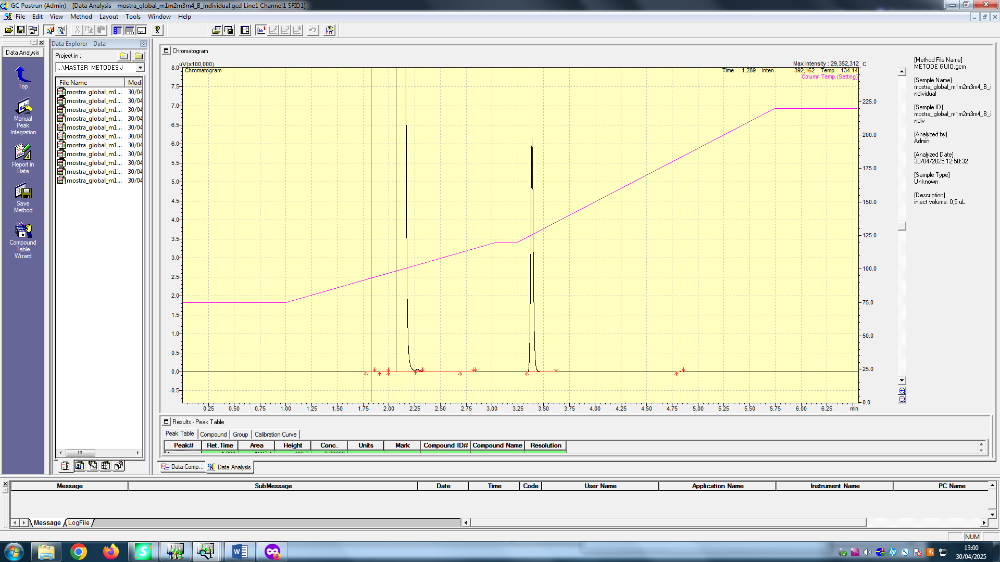 GC Postrun (Admin) - [Data Analysis - mostra_global_m1m2m3m4_B_individual.gcd Line1 Channel1 SFID1]
File Edit View Method Layout Tools Window Help
Data Analysis
Top
Manual
Peak
Integration
Report in
Data
Save
Method
Compound
Table
Wizard
Data Explorer - Data
Project in :
...\MASTER METODES J
File Name Modi
mostra_global_m1... 30/04
mostra_global_m1... 30/04
mostra_global_m1... 30/04
mostra_global_m1... 30/04
mostra_global_m1... 30/04
mostra_global_m1... 30/04
mostra_global_m1... 30/04
mostra_global_m1... 30/04
mostra_global_m1... 30/04
mostra_global_m1... 30/04
mostra_global_m1... 30/04
Chromatogram
uV(x100,000)
Max Intensity : 29,352,312 C
Chromatogram
Time 1.289 Inten. 392,162 Temp. 134.14
Column Temp.(Setting)
8.0
7.5
7.0
6.5
6.0
5.5
5.0
4.5
4.0
3.5
3.0
2.5
2.0
1.5
1.0
0.5
0.0
-0.5
225.0
200.0
175.0
150.0
125.0
100.0
75.0
50.0
25.0
0.0
0.25 0.50 0.75 1.00 1.25 1.50 1.75 2.00 2.25 2.50 2.75 3.00 3.25 3.50 3.75 4.00 4.25 4.50 4.75 5.00 5.25 5.50 5.75 6.00 6.25 min
[Method File Name]
METODE GUIO.gcm
[Sample Name]
mostra_global_m1m2m3m4_B_i
ndividual
[Sample ID]
mostra_global_m1m2m3m4_B_i
ndiv
[Analyzed by]
Admin
[Analyzed Date]
30/04/2025 12:50:32
[Sample Type]
Unknown
[Description]
inject volume: 0,5 uL
Results - Peak Table
Peak Table Compound Group Calibration Curve
Peak# Ret.Time Area Height Conc. Units Mark Compound ID# Compound Name Resolution
Data Comp... Data Analysis
Message SubMessage Date Time Code User Name Application Name Instrument Name PC Name
Message LogFile
NUM
13:00
30/04/2025